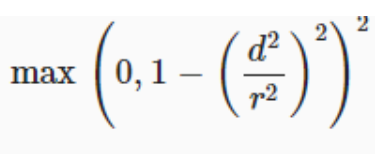 max (0, 1 − (d²/r²)²)²